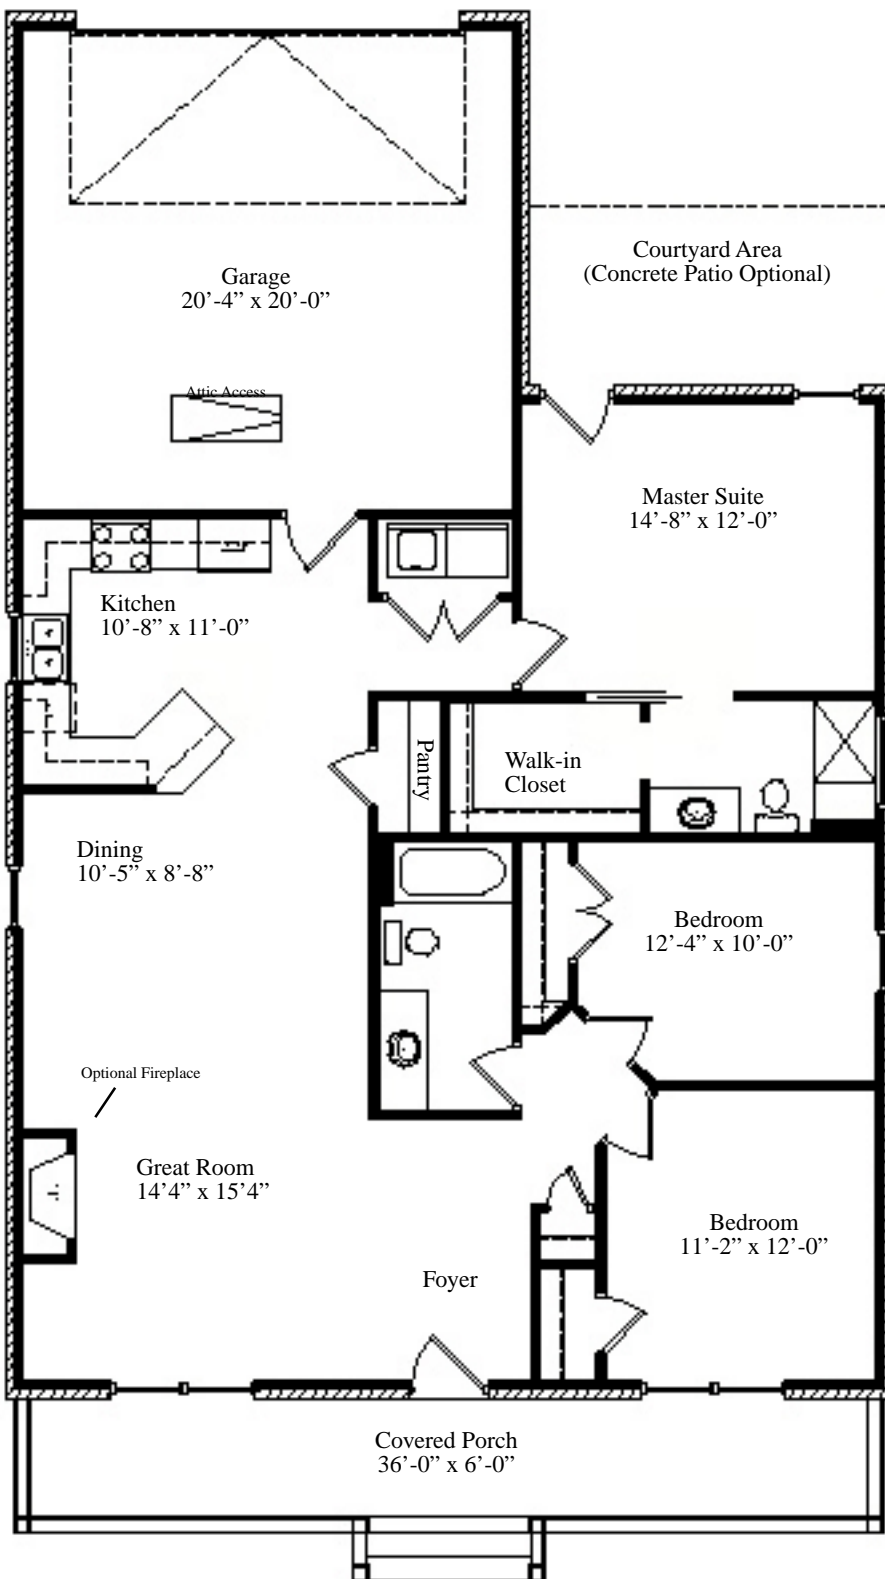 Courtyard Area
(Concrete Patio Optional)
Garage
20’-4” x 20’-0”
Attic Access
Master Suite
14’-8” x 12’-0”
Kitchen
10’-8” x 11’-0”
Pantry
Walk-in
Closet
Dining
10’-5” x 8’-8”
Bedroom
12’-4” x 10’-0”
Optional Fireplace
Great Room
14’4” x 15’4”
Bedroom
11’-2” x 12’-0”
Foyer
Covered Porch
36’-0” x 6’-0”